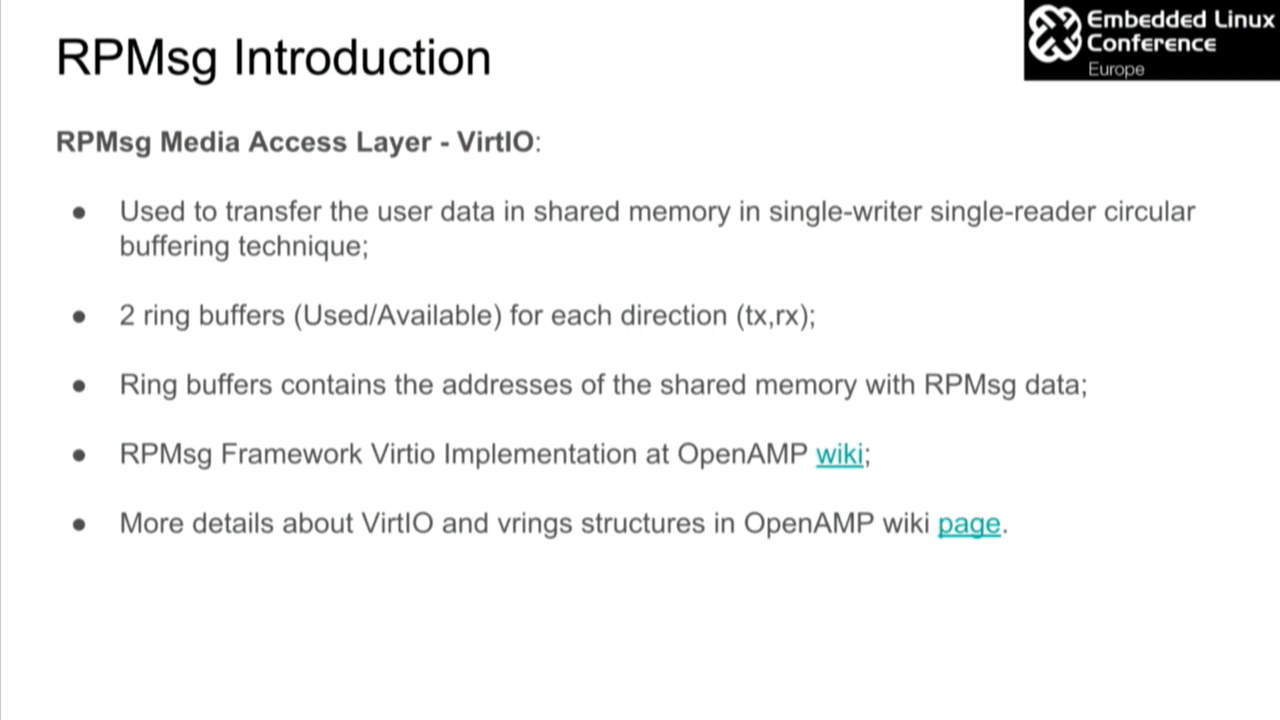 RPMsg Introduction
Embedded Linux
Conference
Europe
RPMsg Media Access Layer - VirtIO:
● Used to transfer the user data in shared memory in single-writer single-reader circular
buffering technique;
● 2 ring buffers (Used/Available) for each direction (tx,rx);
● Ring buffers contains the addresses of the shared memory with RPMsg data;
● RPMsg Framework Virtio Implementation at OpenAMP wiki;
● More details about VirtIO and vrings structures in OpenAMP wiki page.